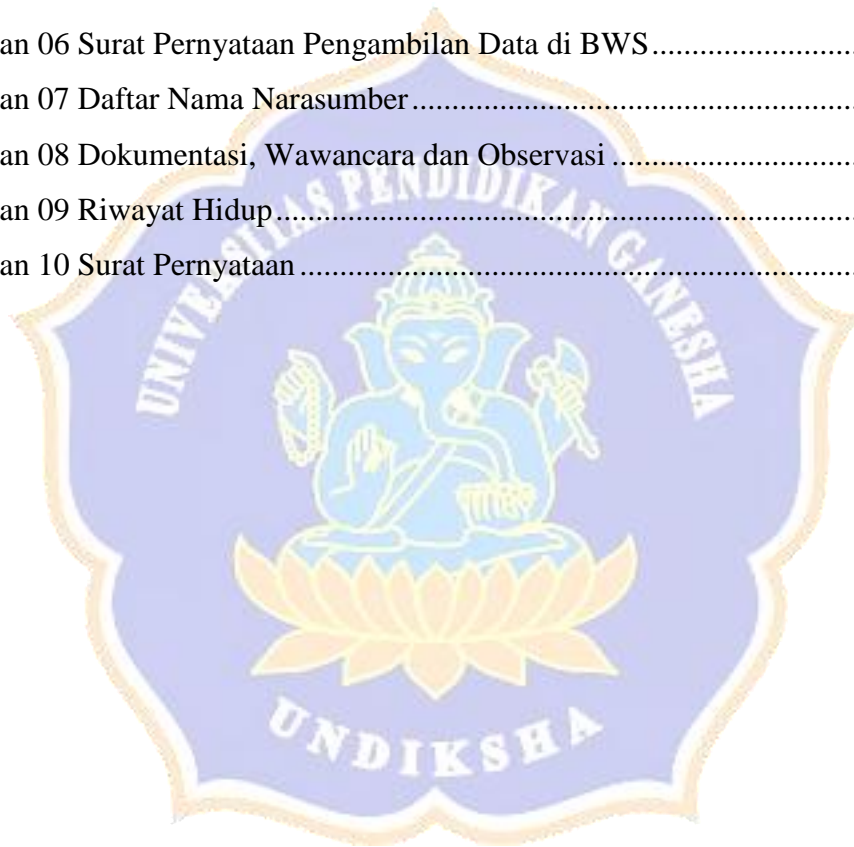 an 06 Surat Pernyataan Pengambilan Data di BWS............................
an 07 Daftar Nama Narasumber............................................................
an 08 Dokumentasi, Wawancara dan Observasi .................................
an 09 Riwayat Hidup.............................................................................
an 10 Surat Pernyataan..........................................................................
UNIVERSITAS PENDIDIKAN GANESHA
UNDIKSHA